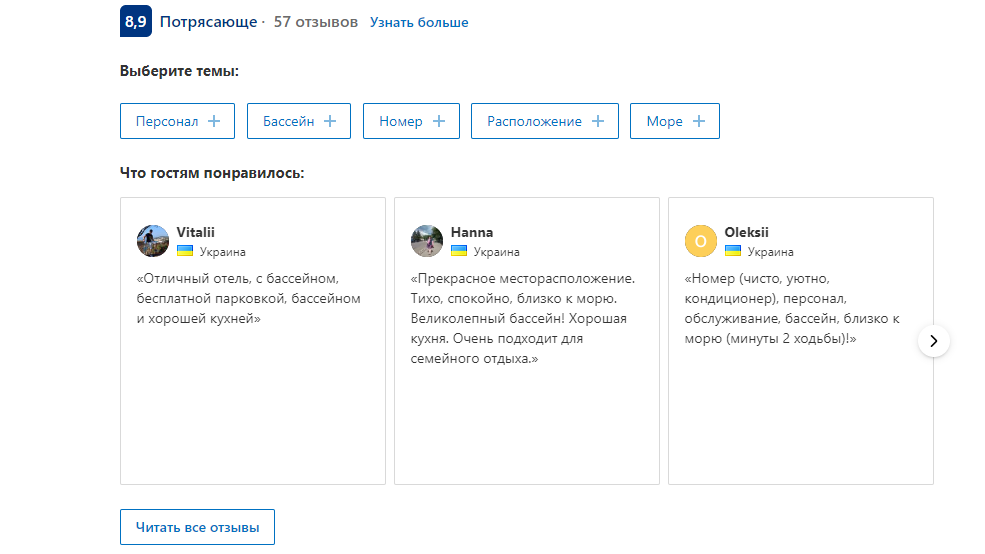 8,9 Потрясающе · 57 отзывов Узнать больше
Выберите темы:
Персонал + Бассейн + Номер + Расположение + Море +
Что гостям понравилось:
Vitalii
Украина
«Отличный отель, с бассейном,
бесплатной парковкой, бассейном
и хорошей кухней»
Hanna
Украина
«Прекрасное месторасположение.
Тихо, спокойно, близко к морю.
Великолепный бассейн! Хорошая
кухня. Очень подходит для
семейного отдыха.»
O
Oleksii
Украина
«Номер (чисто, уютно,
кондиционер), персонал,
обслуживание, бассейн, близко к
морю (минуты 2 ходьбы)!»
Читать все отзывы